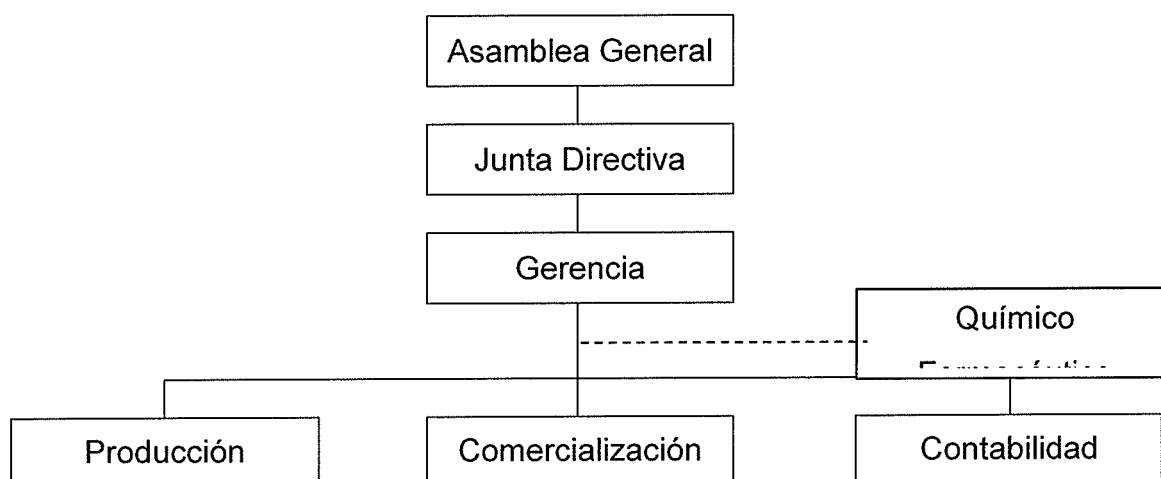 Asamblea General
Junta Directiva
Gerencia
Químico
Producción
Comercialización
Contabilidad